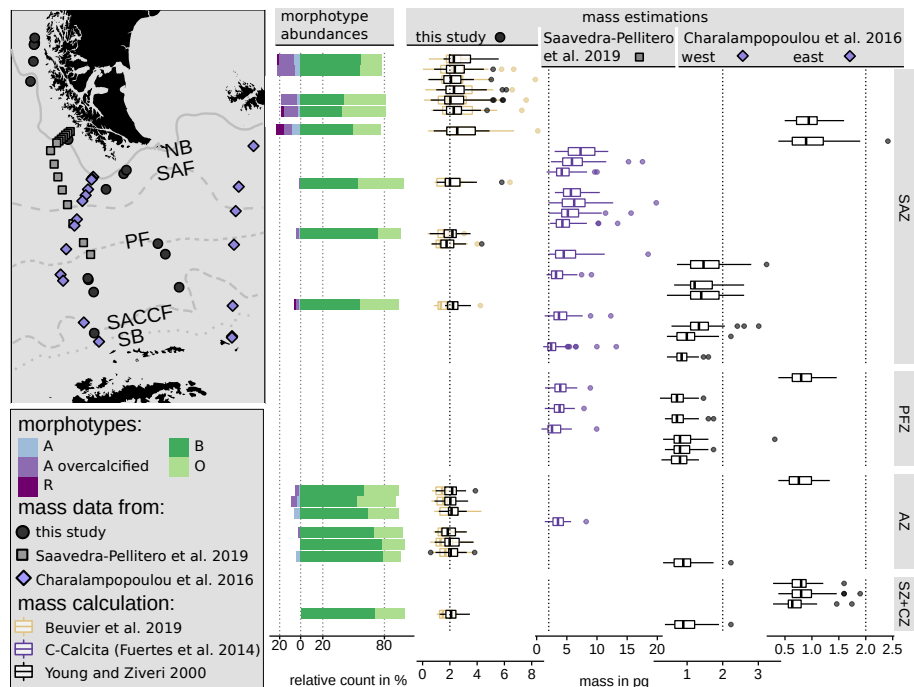 morphotype
abundances
mass estimations
this study
Saavedra-Pellitero
et al. 2019
Charalampopoulou et al. 2016
west
east
NB
SAF
PF
SACCF
SB
SAZ
PFZ
AZ
SZ+CZ
morphotypes:
A
B
A overcalcified
O
R
mass data from:
this study
Saavedra-Pellitero et al. 2019
Charalampopoulou et al. 2016
mass calculation:
Beuvier et al. 2019
C-Calcita (Fuertes et al. 2014)
Young and Ziveri 2000
20 20 80
0 2 4 6 8
0 5 10 15 20
1 2 3
0.5 1.0 1.5 2.0 2.5
relative count in %
mass in pg